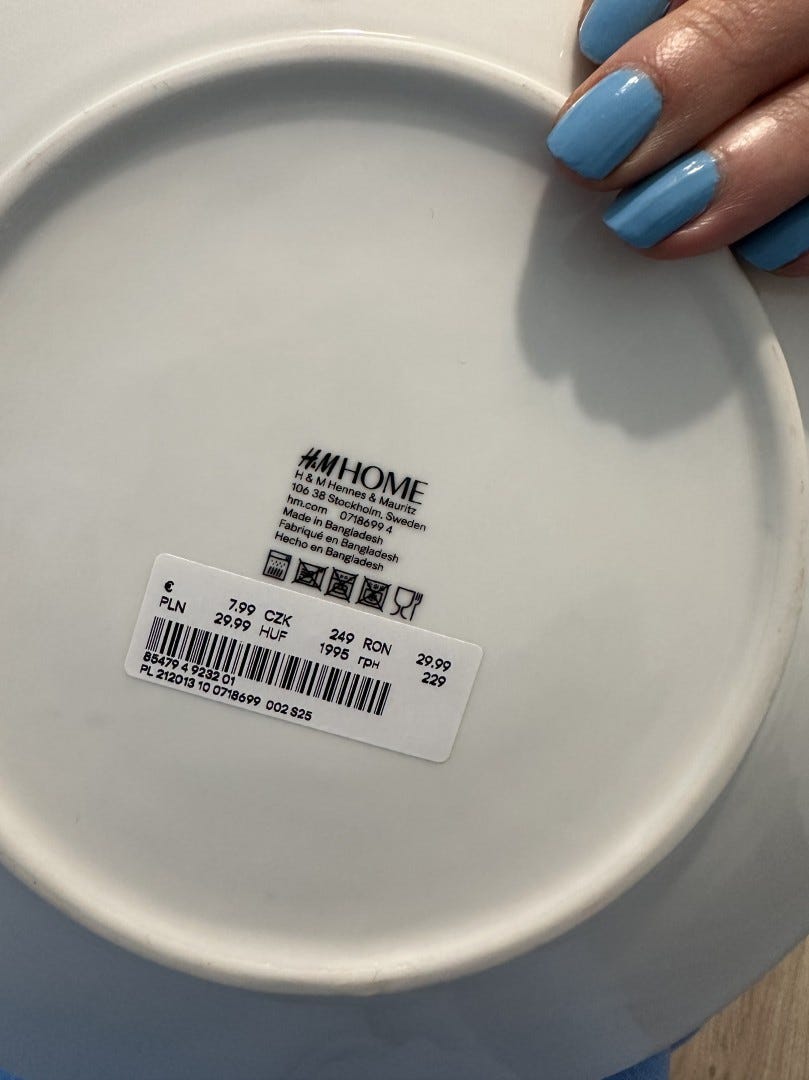 H&M HOME
H & M Hennes & Mauritz
106 38 Stockholm, Sweden
hm.com 0718699 4
Made in Bangladesh
Fabriqué en Bangladesh
Hecho en Bangladesh
€ 7.99 CZK 249 RON 29.99
PLN 29.99 HUF 1995 грн 229
85479 4 9232 01
PL 212013 10 0718699 002 S25